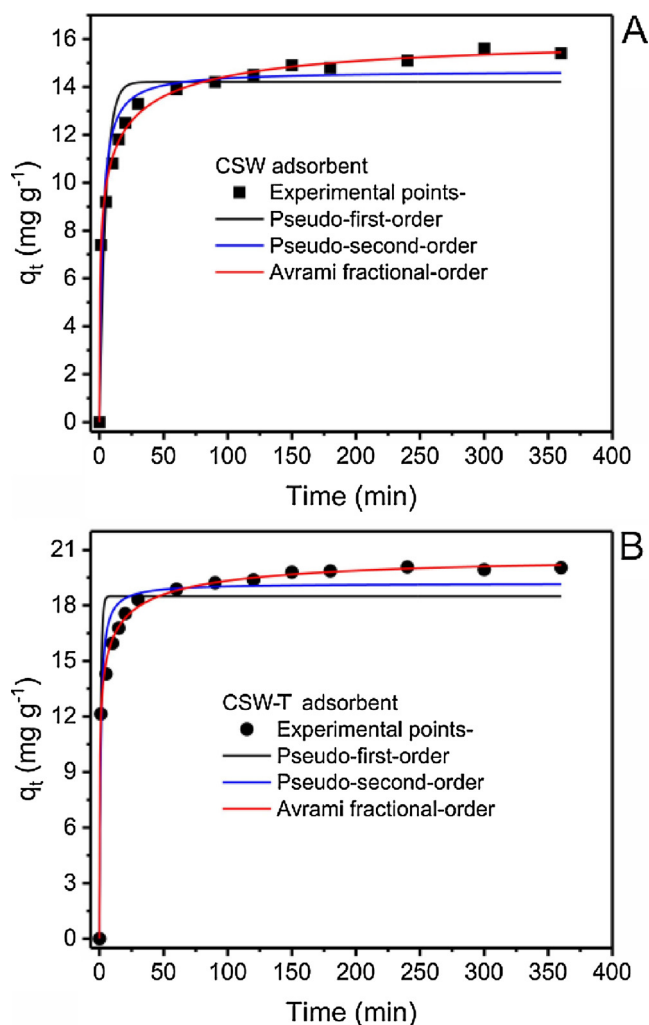 A
16
14
12
10
8
6
4
2
0
q_t (mg g⁻¹)
CSW adsorbent
Experimental points-
Pseudo-first-order
Pseudo-second-order
Avrami fractional-order
0 50 100 150 200 250 300 350 400
Time (min)
B
21
18
15
12
9
6
3
0
q_t (mg g⁻¹)
CSW-T adsorbent
Experimental points-
Pseudo-first-order
Pseudo-second-order
Avrami fractional-order
0 50 100 150 200 250 300 350 400
Time (min)